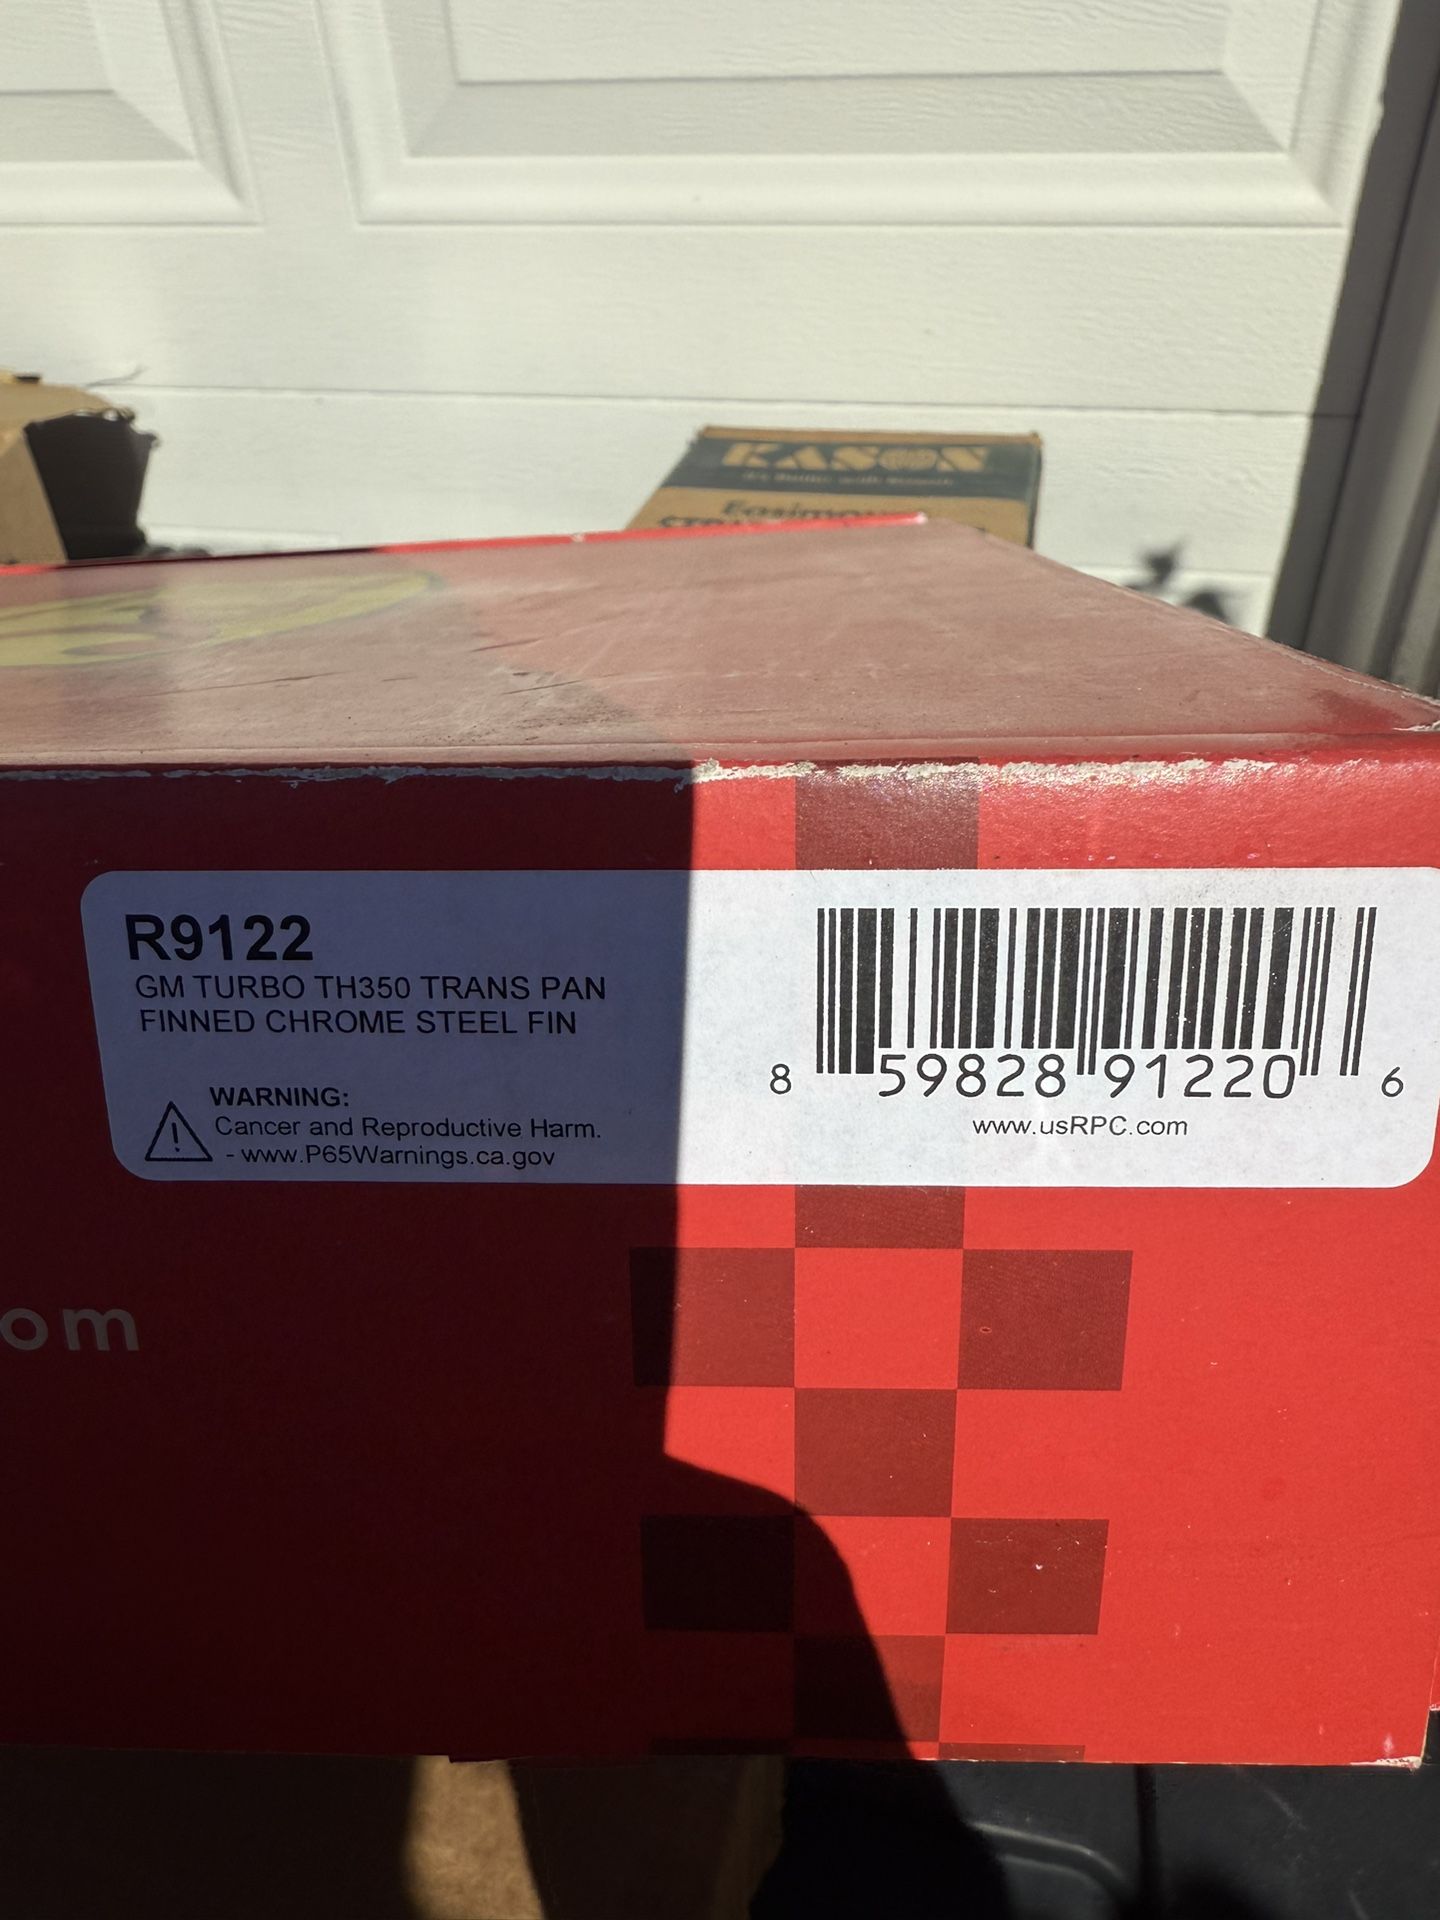 KASON
R9122
GM TURBO TH350 TRANS PAN
FINNED CHROME STEEL FIN
WARNING:
Cancer and Reproductive Harm.
- www.P65Warnings.ca.gov
8 59828 91220 6
www.usRPC.com
om